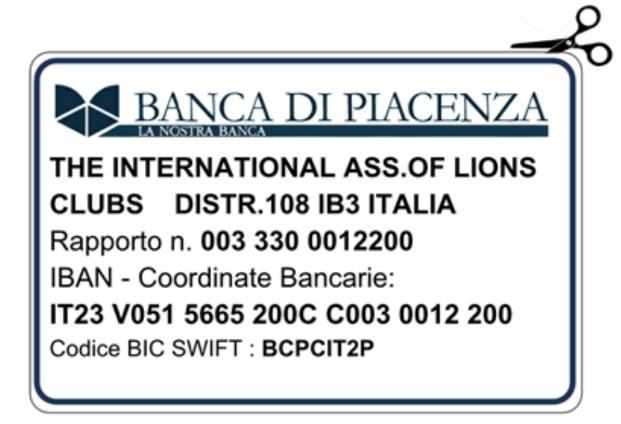 BANCA DI PIACENZA
LA NOSTRA BANCA
THE INTERNATIONAL ASS.OF LIONS
CLUBS DISTR.108 IB3 ITALIA
Rapporto n. 003 330 0012200
IBAN - Coordinate Bancarie:
IT23 V051 5665 200C C003 0012 200
Codice BIC SWIFT : BCPCIT2P